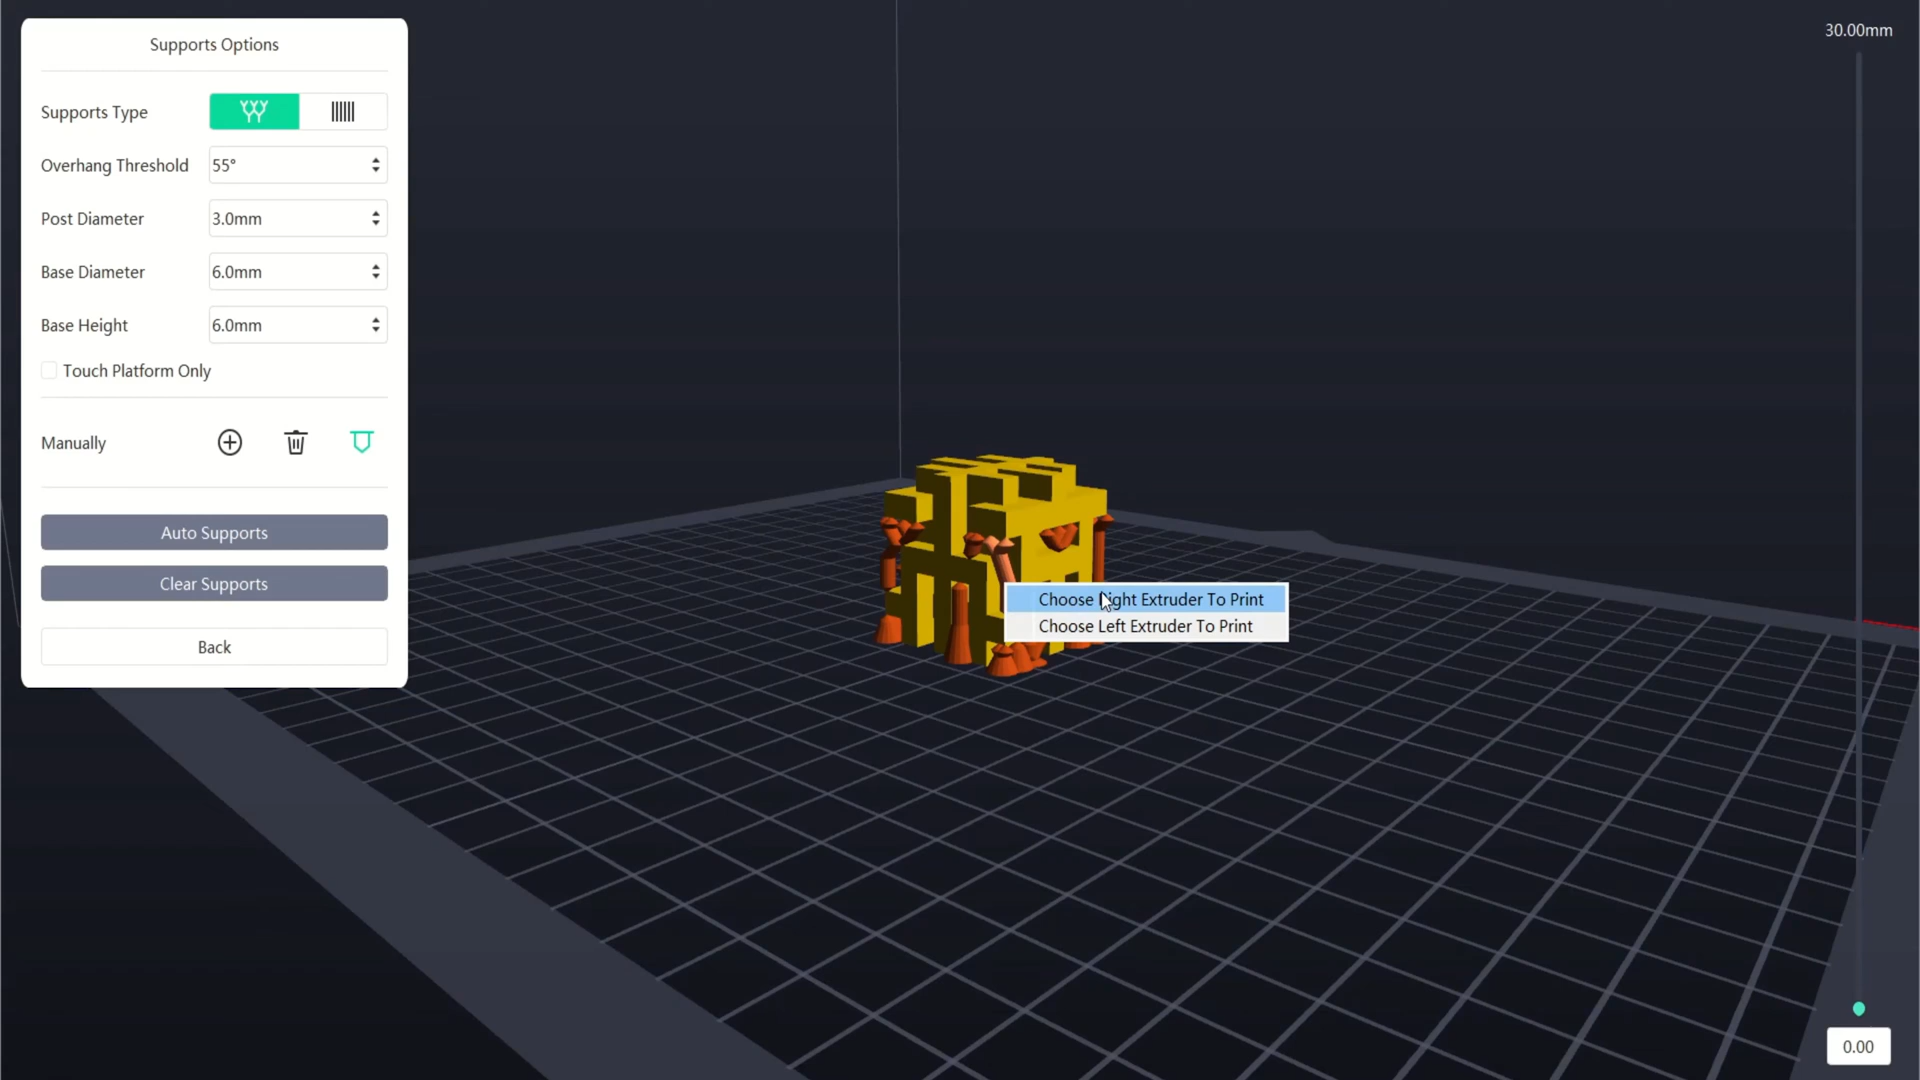 Supports Options
30.00mm
Supports Type
Overhang Threshold 55°
Post Diameter 3.0mm
Base Diameter 6.0mm
Base Height 6.0mm
Touch Platform Only
Manually
Auto Supports
Clear Supports
Back
Choose Right Extruder To Print
Choose Left Extruder To Print
0.00